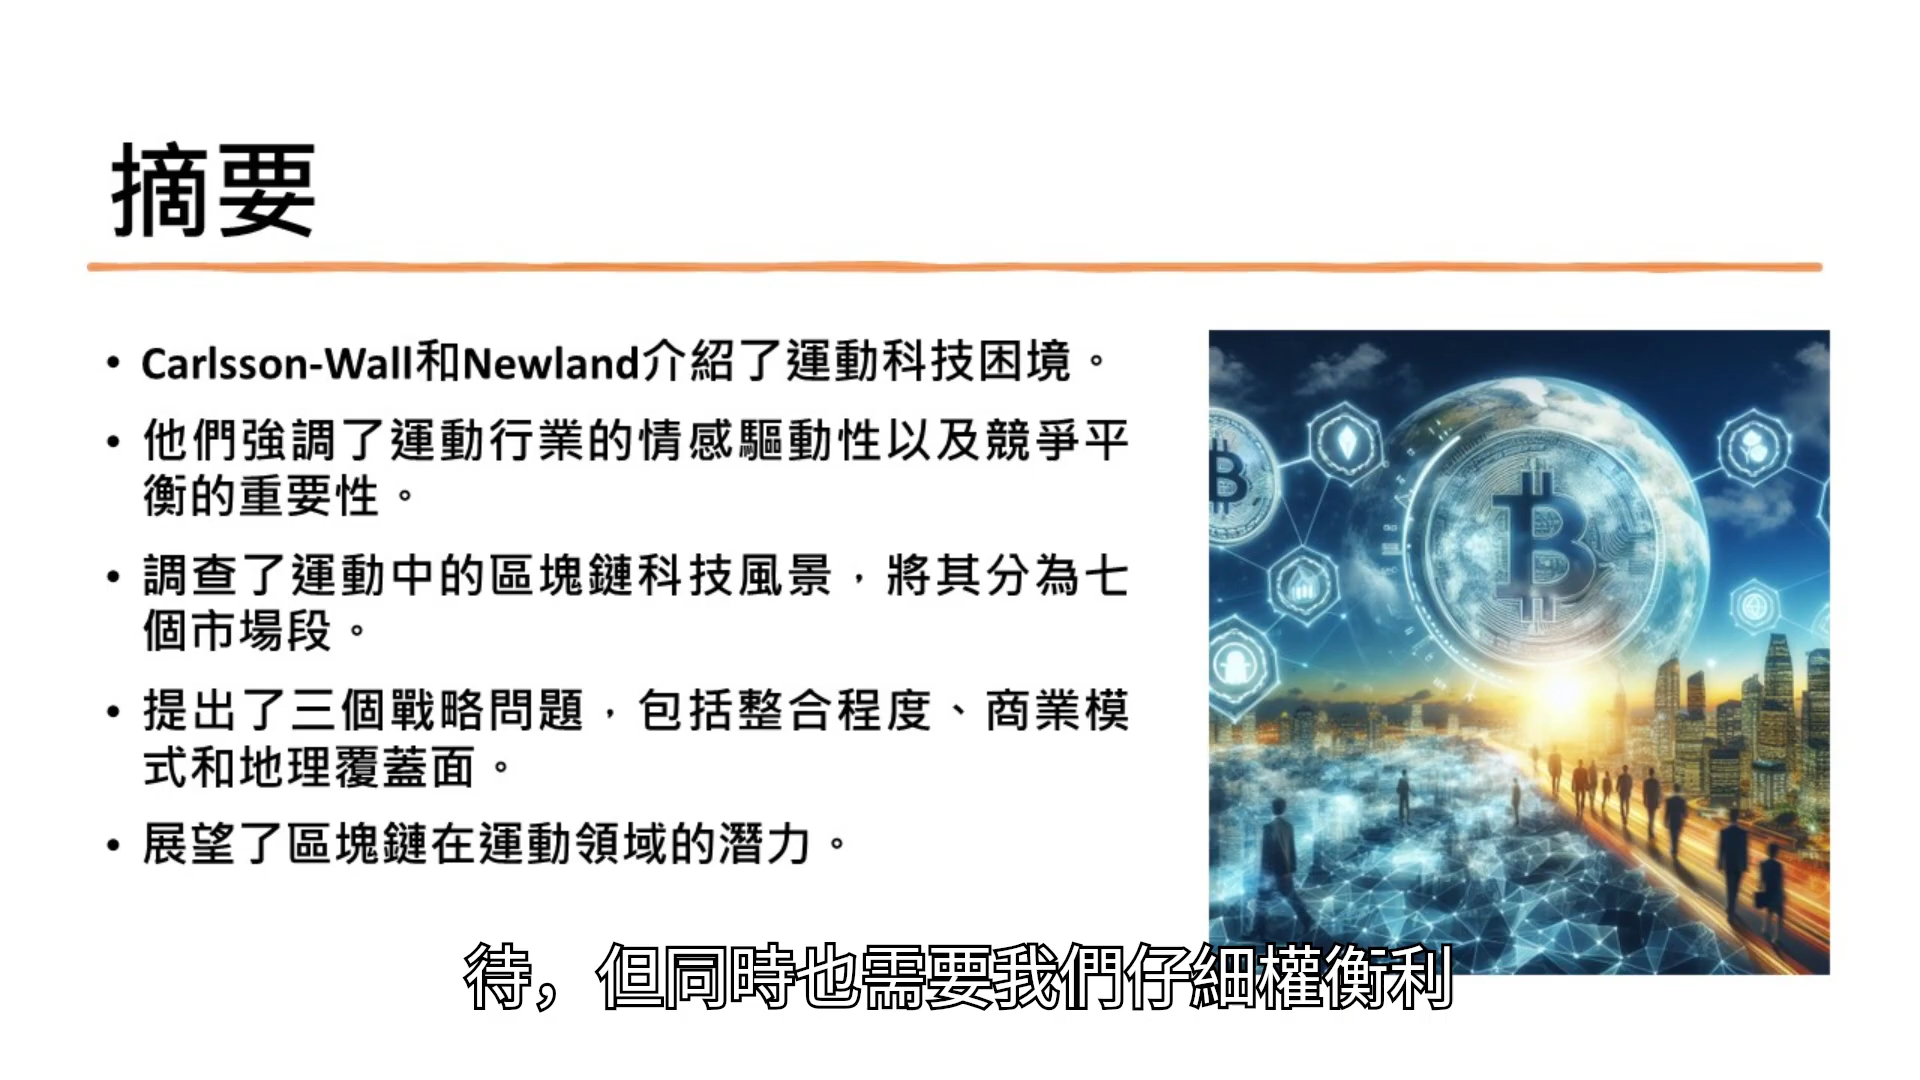 摘要
• Carlsson-Wall和Newland介紹了運動科技困境。
• 他們強調了運動行業的情感驅動性以及競爭平
衡的重要性。
• 調查了運動中的區塊鏈科技風景，將其分為七
個市場段。
• 提出了三個戰略問題，包括整合程度、商業模
式和地理覆蓋面。
• 展望了區塊鏈在運動領域的潛力。
待，但同時也需要我們仔細權衡利